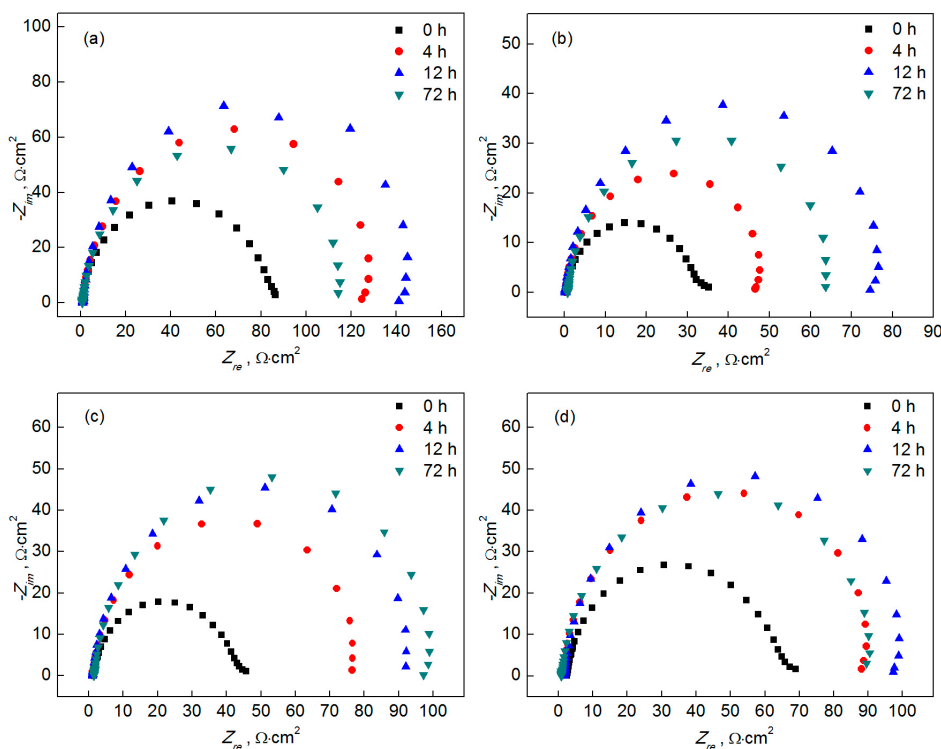 (a)
0 h
4 h
12 h
72 h
100
80
60
40
20
0
-Zim, Ω·cm²
0 20 40 60 80 100 120 140 160
Zre , Ω·cm²
(b)
0 h
4 h
12 h
72 h
50
40
30
20
10
0
-Zim, Ω·cm²
0 10 20 30 40 50 60 70 80 90
Zre , Ω·cm²
(c)
0 h
4 h
12 h
72 h
60
50
40
30
20
10
0
-Zim, Ω·cm²
0 10 20 30 40 50 60 70 80 90 100
Zre , Ω·cm²
(d)
0 h
4 h
12 h
72 h
60
50
40
30
20
10
0
-Zim, Ω·cm²
0 10 20 30 40 50 60 70 80 90 100
Zre , Ω·cm²